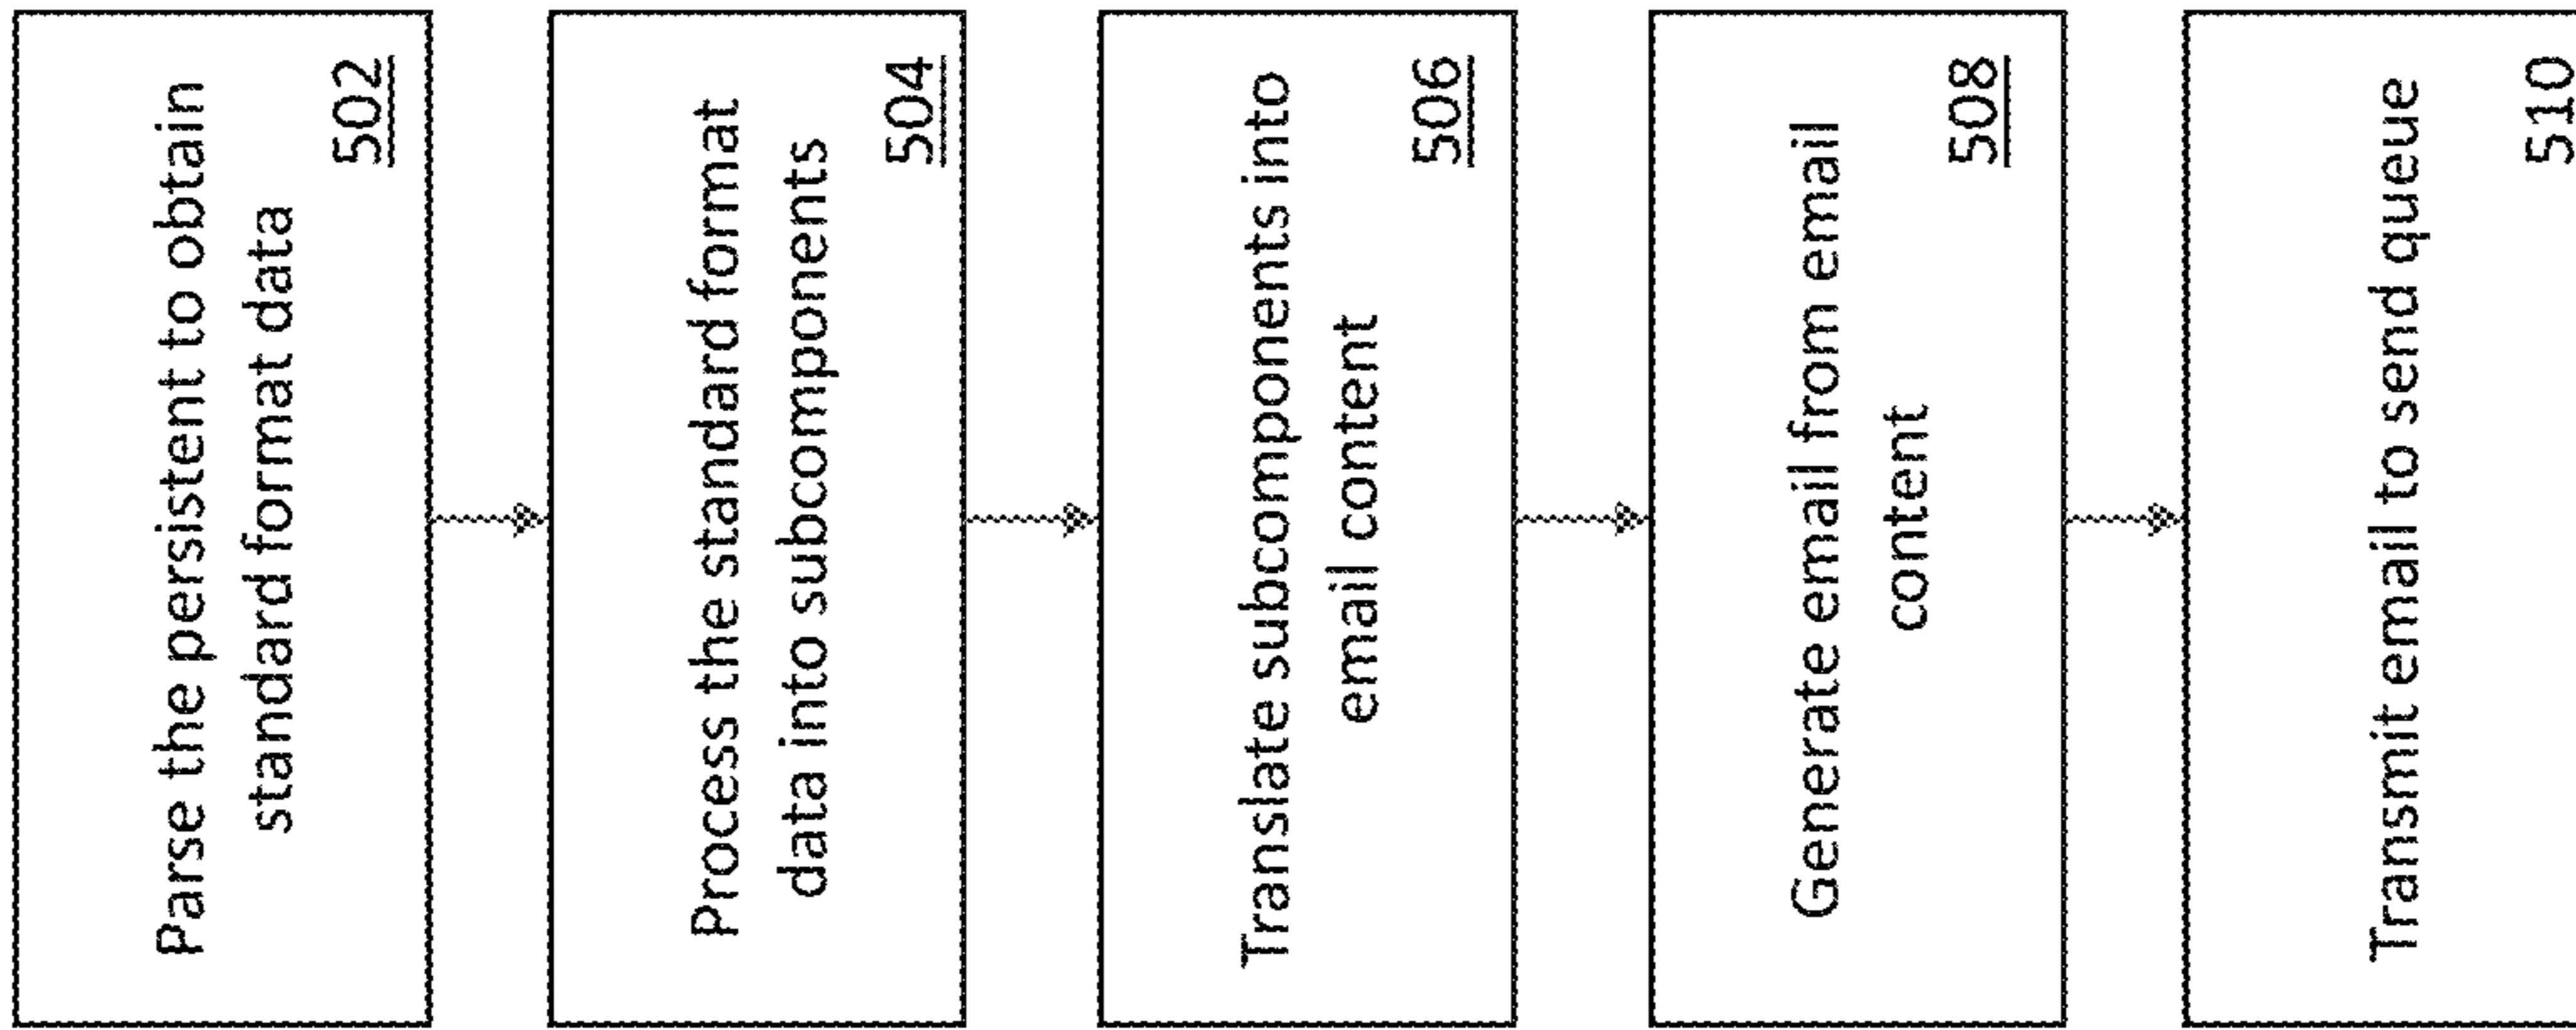 Parse the persistent to obtain
standard format data
502
Process the standard format
data into subcomponents
504
Translate subcomponents into
email content
506
Generate email from email
content
508
Transmit email to send queue
510